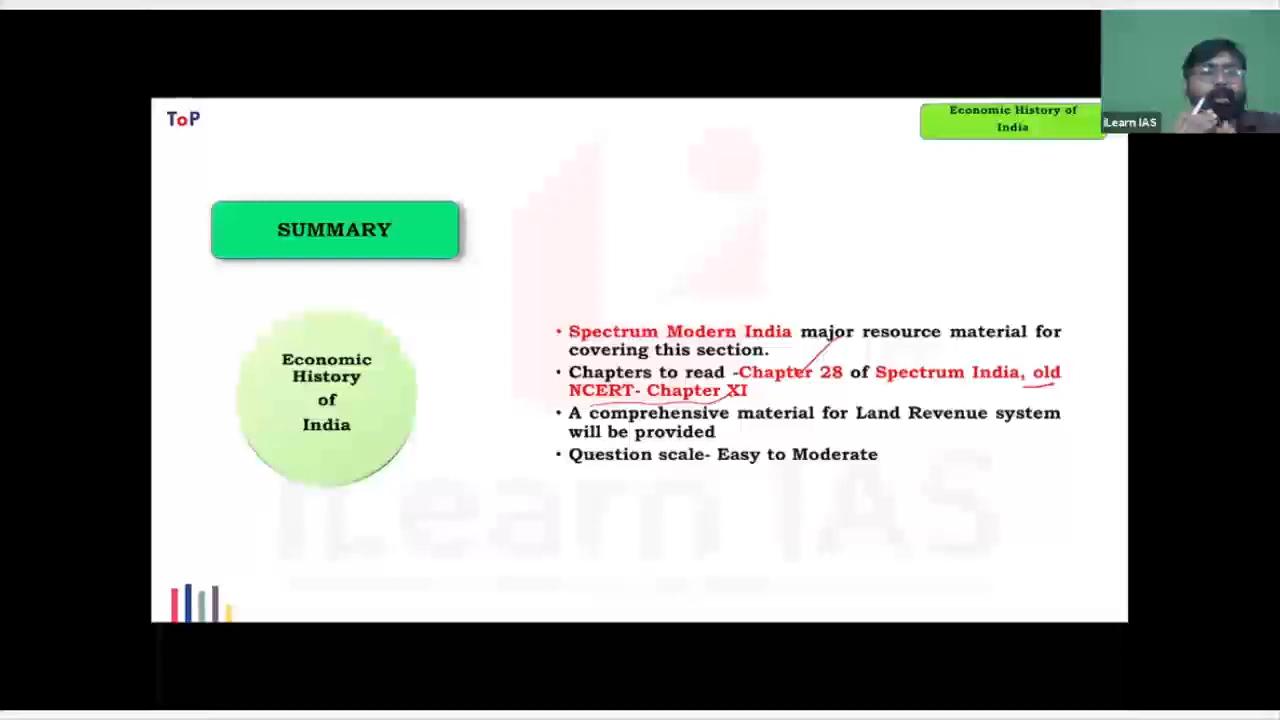 ToP
Economic History of
India
iLearn IAS
SUMMARY
Economic
History
of
India
• Spectrum Modern India major resource material for
covering this section.
• Chapters to read -Chapter 28 of Spectrum India, old
NCERT- Chapter XI
• A comprehensive material for Land Revenue system
will be provided
• Question scale- Easy to Moderate
iLearn IAS